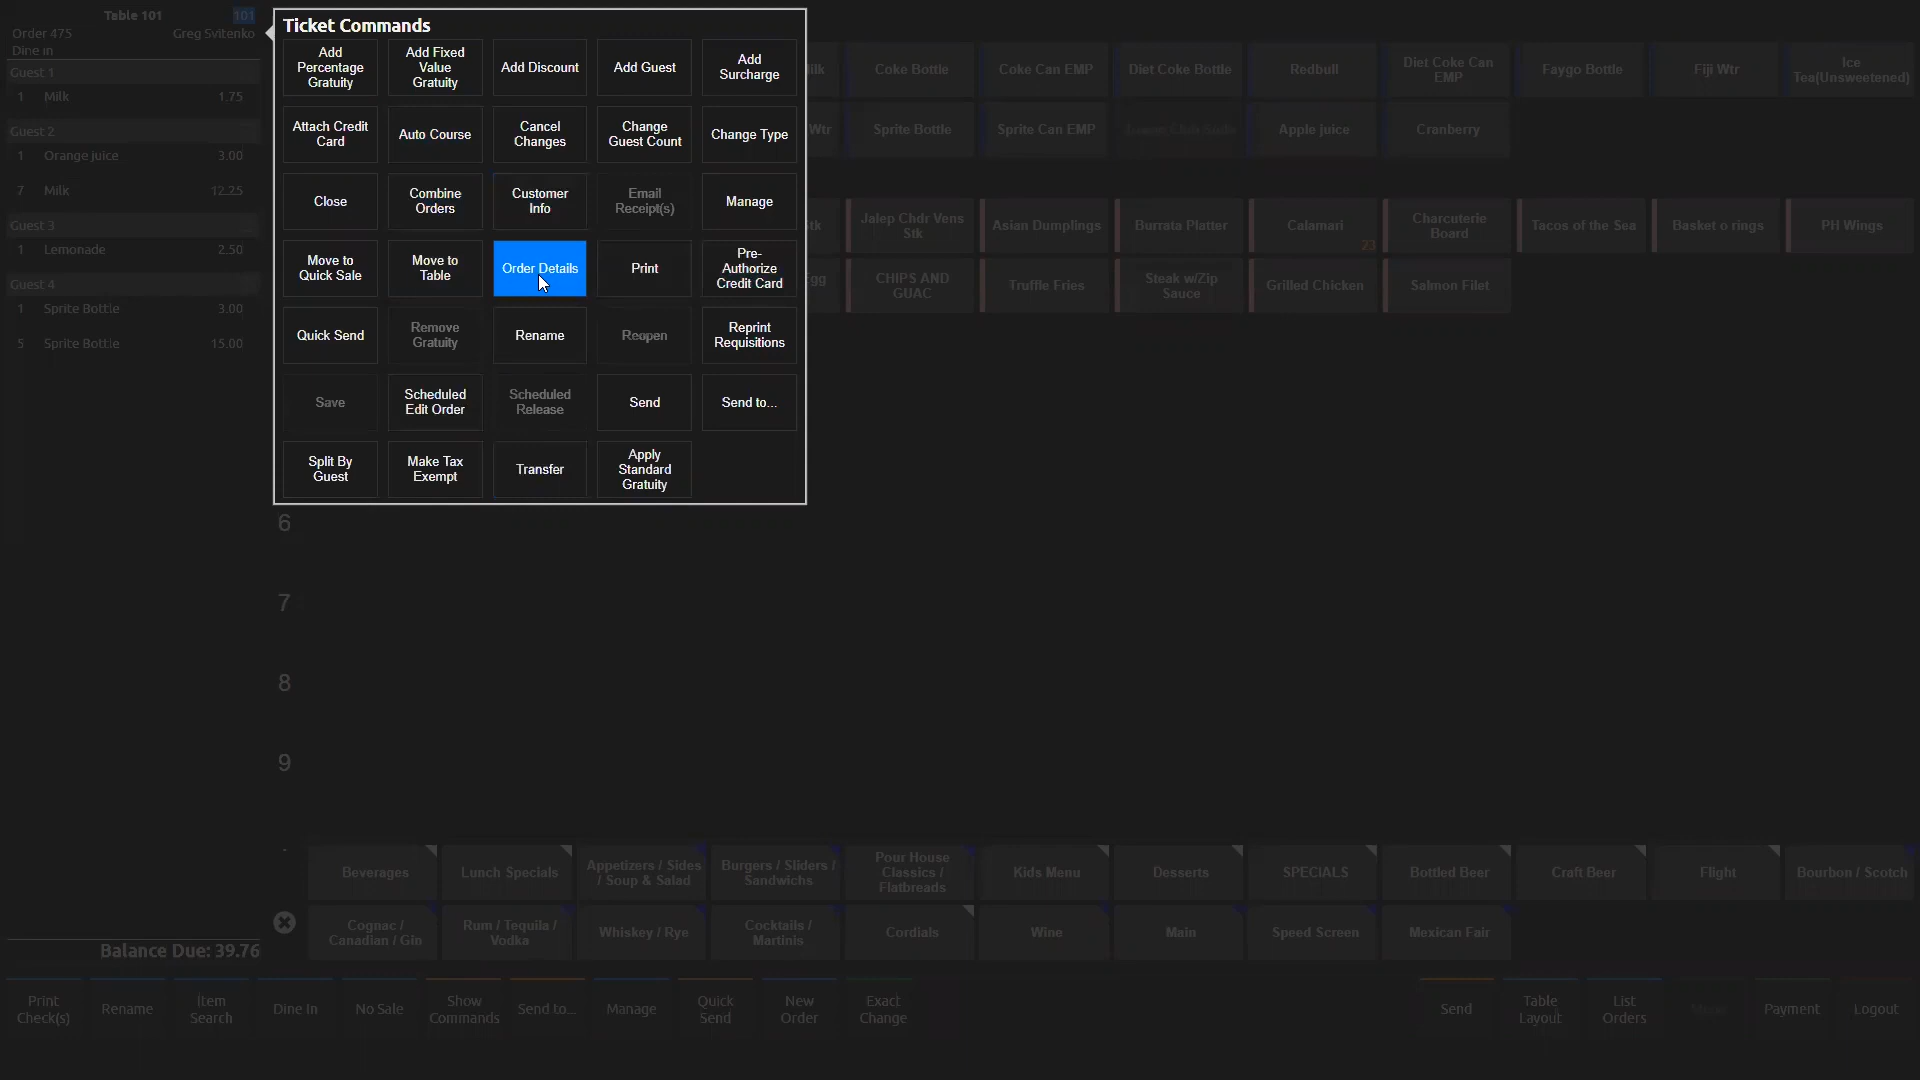 Table 101
101
Order 475
Greg Svitenko
Dine in
Guest 1
1 Milk 1.75
Guest 2
1 Orange juice 3.00
7 Milk 12.25
Guest 3
1 Lemonade 2.50
Guest 4
1 Sprite Bottle 3.00
5 Sprite Bottle 15.00
Balance Due: 39.76
Ticket Commands
Add
Percentage
Gratuity
Add Fixed
Value
Gratuity
Add Discount
Add Guest
Add
Surcharge
Attach Credit
Card
Auto Course
Cancel
Changes
Change
Guest Count
Change Type
Close
Combine
Orders
Customer
Info
Email
Receipt(s)
Manage
Move to
Quick Sale
Move to
Table
Order Details
Print
Pre-
Authorize
Credit Card
Quick Send
Remove
Gratuity
Rename
Reopen
Reprint
Requisitions
Save
Scheduled
Edit Order
Scheduled
Release
Send
Send to...
Split By
Guest
Make Tax
Exempt
Transfer
Apply
Standard
Gratuity
Coke Bottle
Coke Can EMP
Diet Coke Bottle
Redbull
Diet Coke Can
EMP
Faygo Bottle
Fiji Wtr
Ice
Tea(Unsweetened)
Wtr
Sprite Bottle
Sprite Can EMP
Apple juice
Cranberry
Stk
Jalep Chdr Vens
Stk
Asian Dumplings
Burrata Platter
Calamari
23
Charcuterie
Board
Tacos of the Sea
Basket o rings
PH Wings
CHIPS AND
GUAC
Truffle Fries
Steak w/Zip
Sauce
Grilled Chicken
Salmon Filet
6
7
8
9
.
Beverages
Lunch Specials
Appetizers / Sides
/ Soup & Salad
Burgers / Sliders /
Sandwichs
Pour House
Classics /
Flatbreads
Kids Menu
Desserts
SPECIALS
Bottled Beer
Craft Beer
Flight
Bourbon / Scotch
Cognac /
Canadian / Gin
Rum / Tequila /
Vodka
Whiskey / Rye
Cocktails /
Martinis
Cordials
Wine
Main
Speed Screen
Mexican Fair
Print
Check(s)
Rename
Item
Search
Dine In
No Sale
Show
Commands
Send to...
Manage
Quick
Send
New
Order
Exact
Change
Send
Table
Layout
List
Orders
Payment
Logout